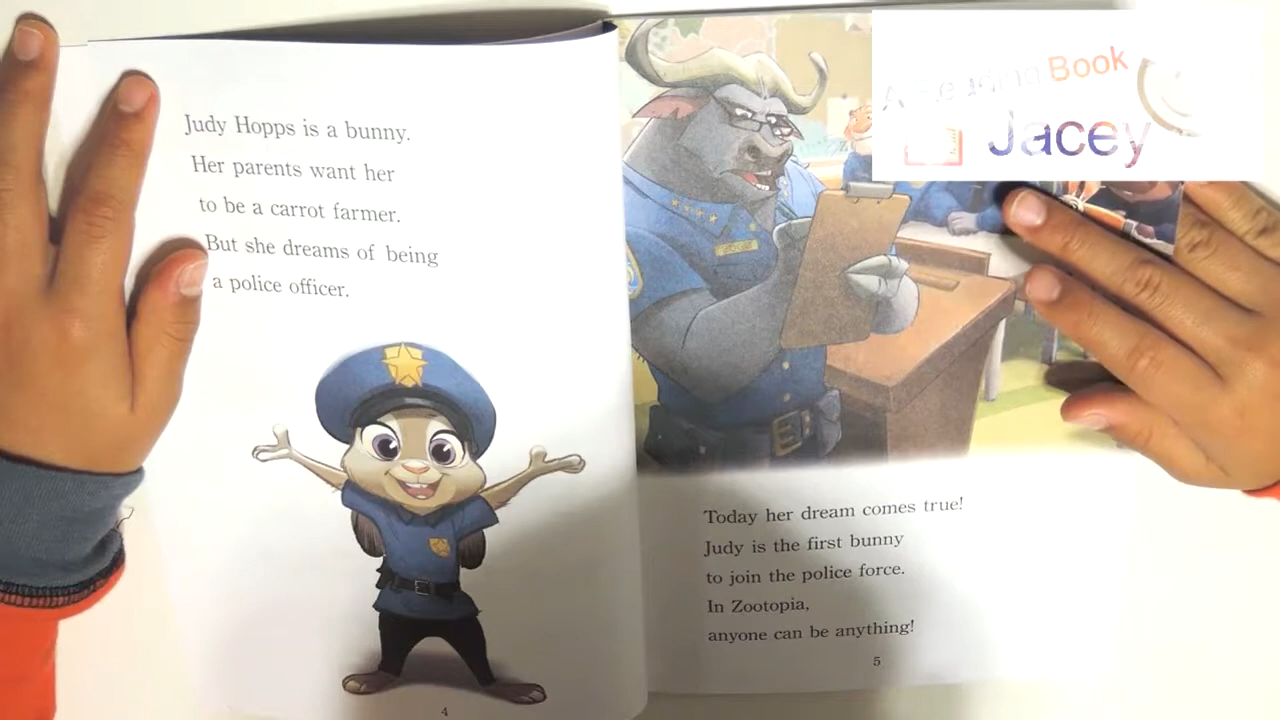 Judy Hopps is a bunny.
Her parents want her
to be a carrot farmer.
But she dreams of being
a police officer.
4
A Reading Book
Jacey
Today her dream comes true!
Judy is the first bunny
to join the police force.
In Zootopia,
anyone can be anything!
5